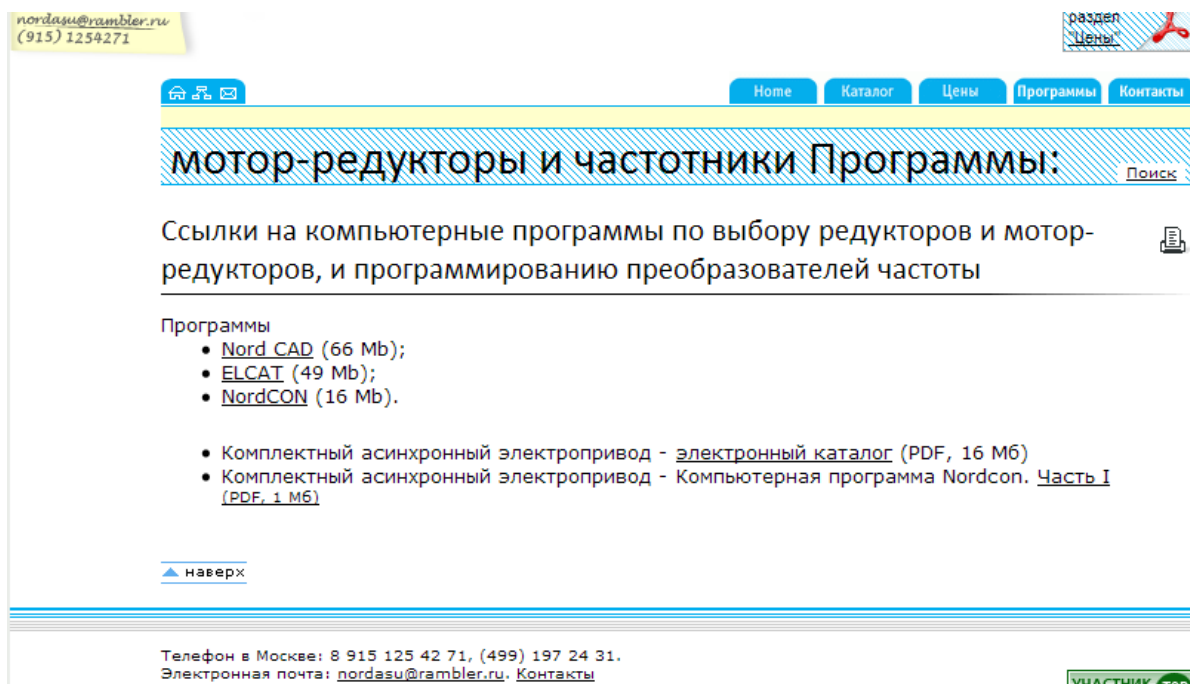 nordasu@rambler.ru
(915) 1254271
раздел
"Цены"
Home Каталог Цены Программы Контакты
мотор-редукторы и частотники Программы:
Поиск
Ссылки на компьютерные программы по выбору редукторов и мотор-
редукторов, и программированию преобразователей частоты
Программы
• Nord CAD (66 Mb);
• ELCAT (49 Mb);
• NordCON (16 Mb).
• Комплектный асинхронный электропривод - электронный каталог (PDF, 16 Мб)
• Комплектный асинхронный электропривод - Компьютерная программа Nordcon. Часть I
(PDF, 1 Мб)
наверх
Телефон в Москве: 8 915 125 42 71, (499) 197 24 31.
Электронная почта: nordasu@rambler.ru. Контакты
УЧАСТНИК TOP